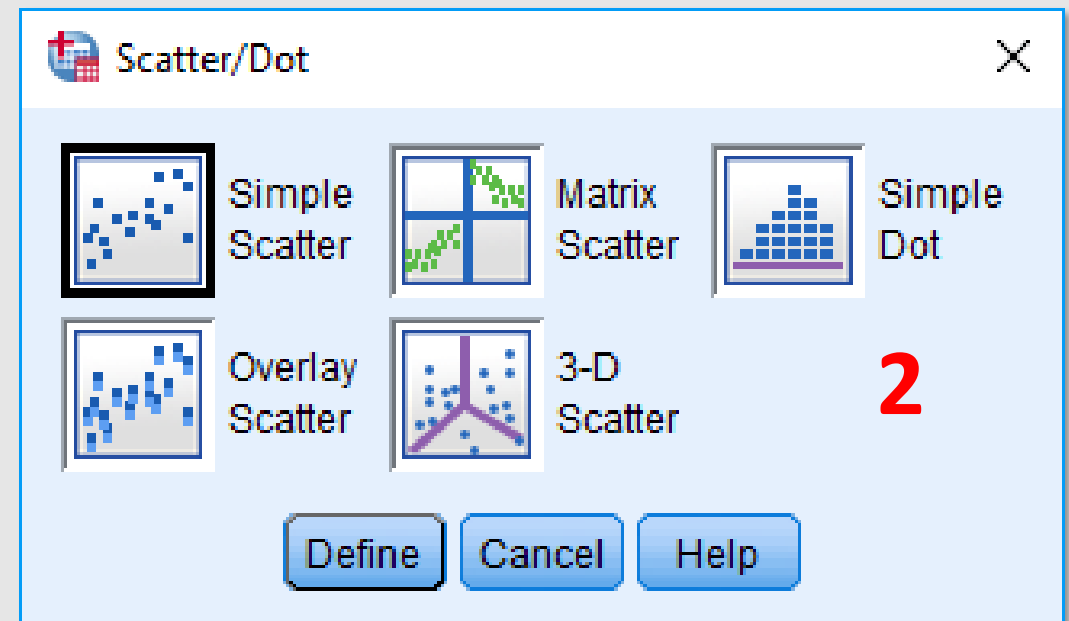 Scatter/Dot
Simple
Scatter
Matrix
Scatter
Simple
Dot
Overlay
Scatter
3-D
Scatter
2
Define
Cancel
Help